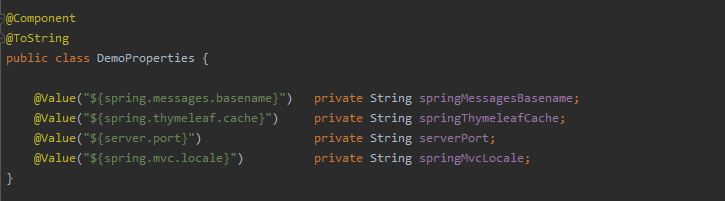 @Component
@ToString
public class DemoProperties {
@Value("${spring.messages.basename}")   private String springMessagesBasename;
@Value("${spring.thymeleaf.cache}")     private String springThymeleafCache;
@Value("${server.port}")                private String serverPort;
@Value("${spring.mvc.locale}")          private String springMvcLocale;
}